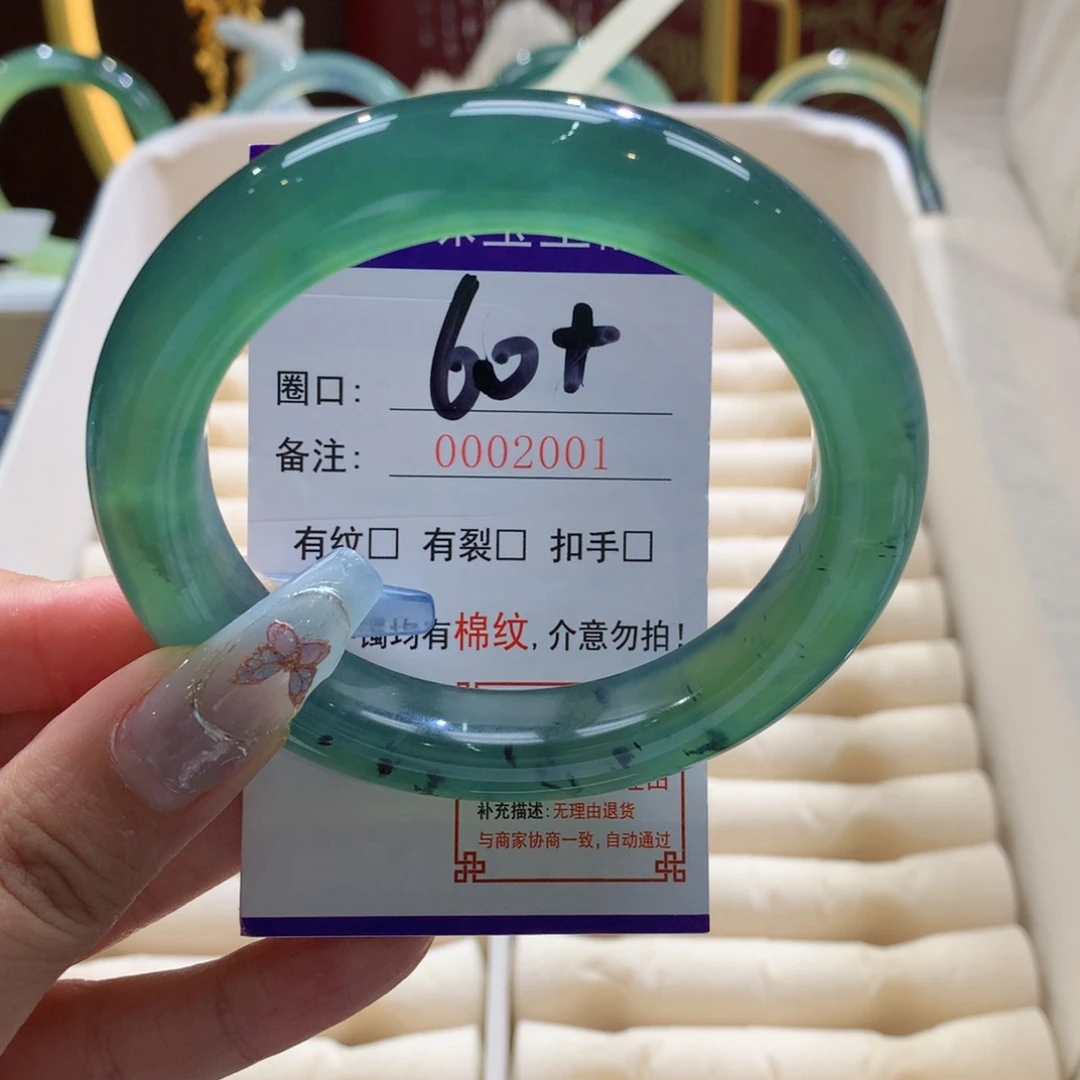 60+
圈口:
备注: 0002001
有纹□ 有裂□ 扣手□
有棉纹,介意勿拍!
补充描述:无理由退货
与商家协商一致,自动通过